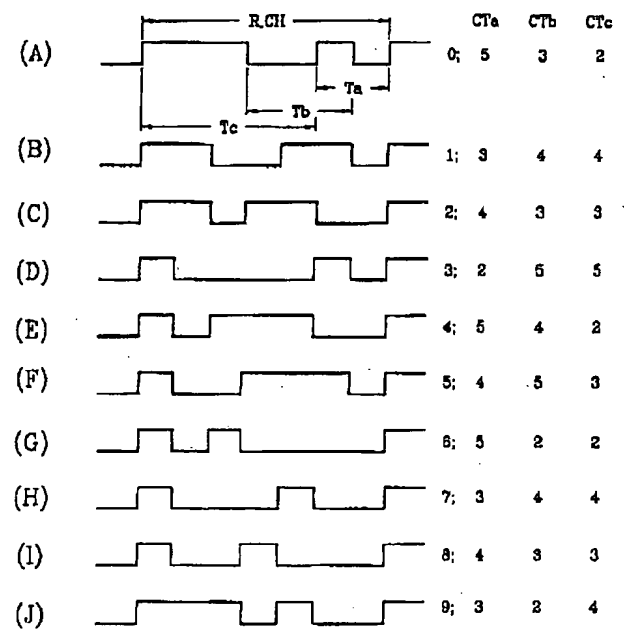 R.CH CTa CTb CTc
(A) 0; 5 3 2
Ta
Tb
Tc
(B) 1; 3 4 4
(C) 2; 4 3 3
(D) 3; 2 5 5
(E) 4; 5 4 2
(F) 5; 4 5 3
(G) 6; 5 2 2
(H) 7; 3 4 4
(I) 8; 4 3 3
(J) 9; 3 2 4